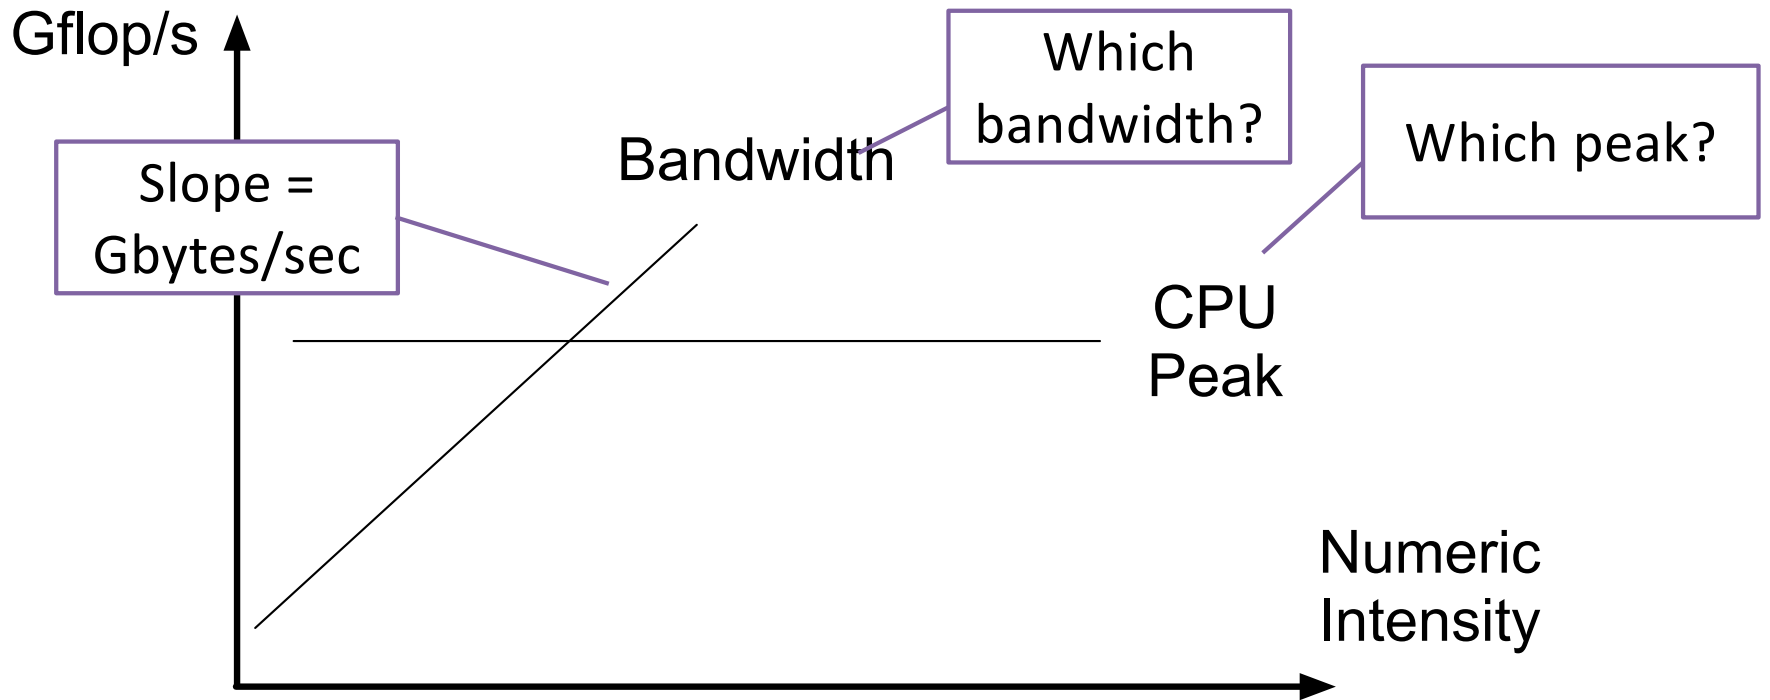 Gflop/s
Which
bandwidth?
Which peak?
Bandwidth
Slope =
Gbytes/sec
CPU
Peak
Numeric
Intensity